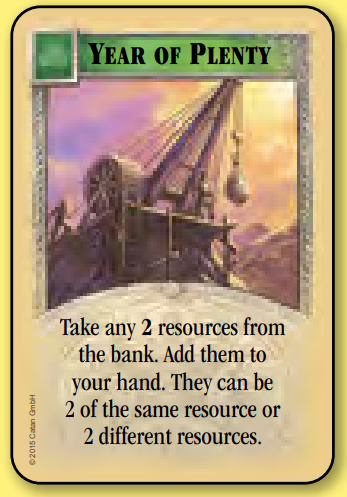 YEAR OF PLENTY
Take any 2 resources from
the bank. Add them to
your hand. They can be
2 of the same resource or
2 different resources.
©2015 Catan GmbH